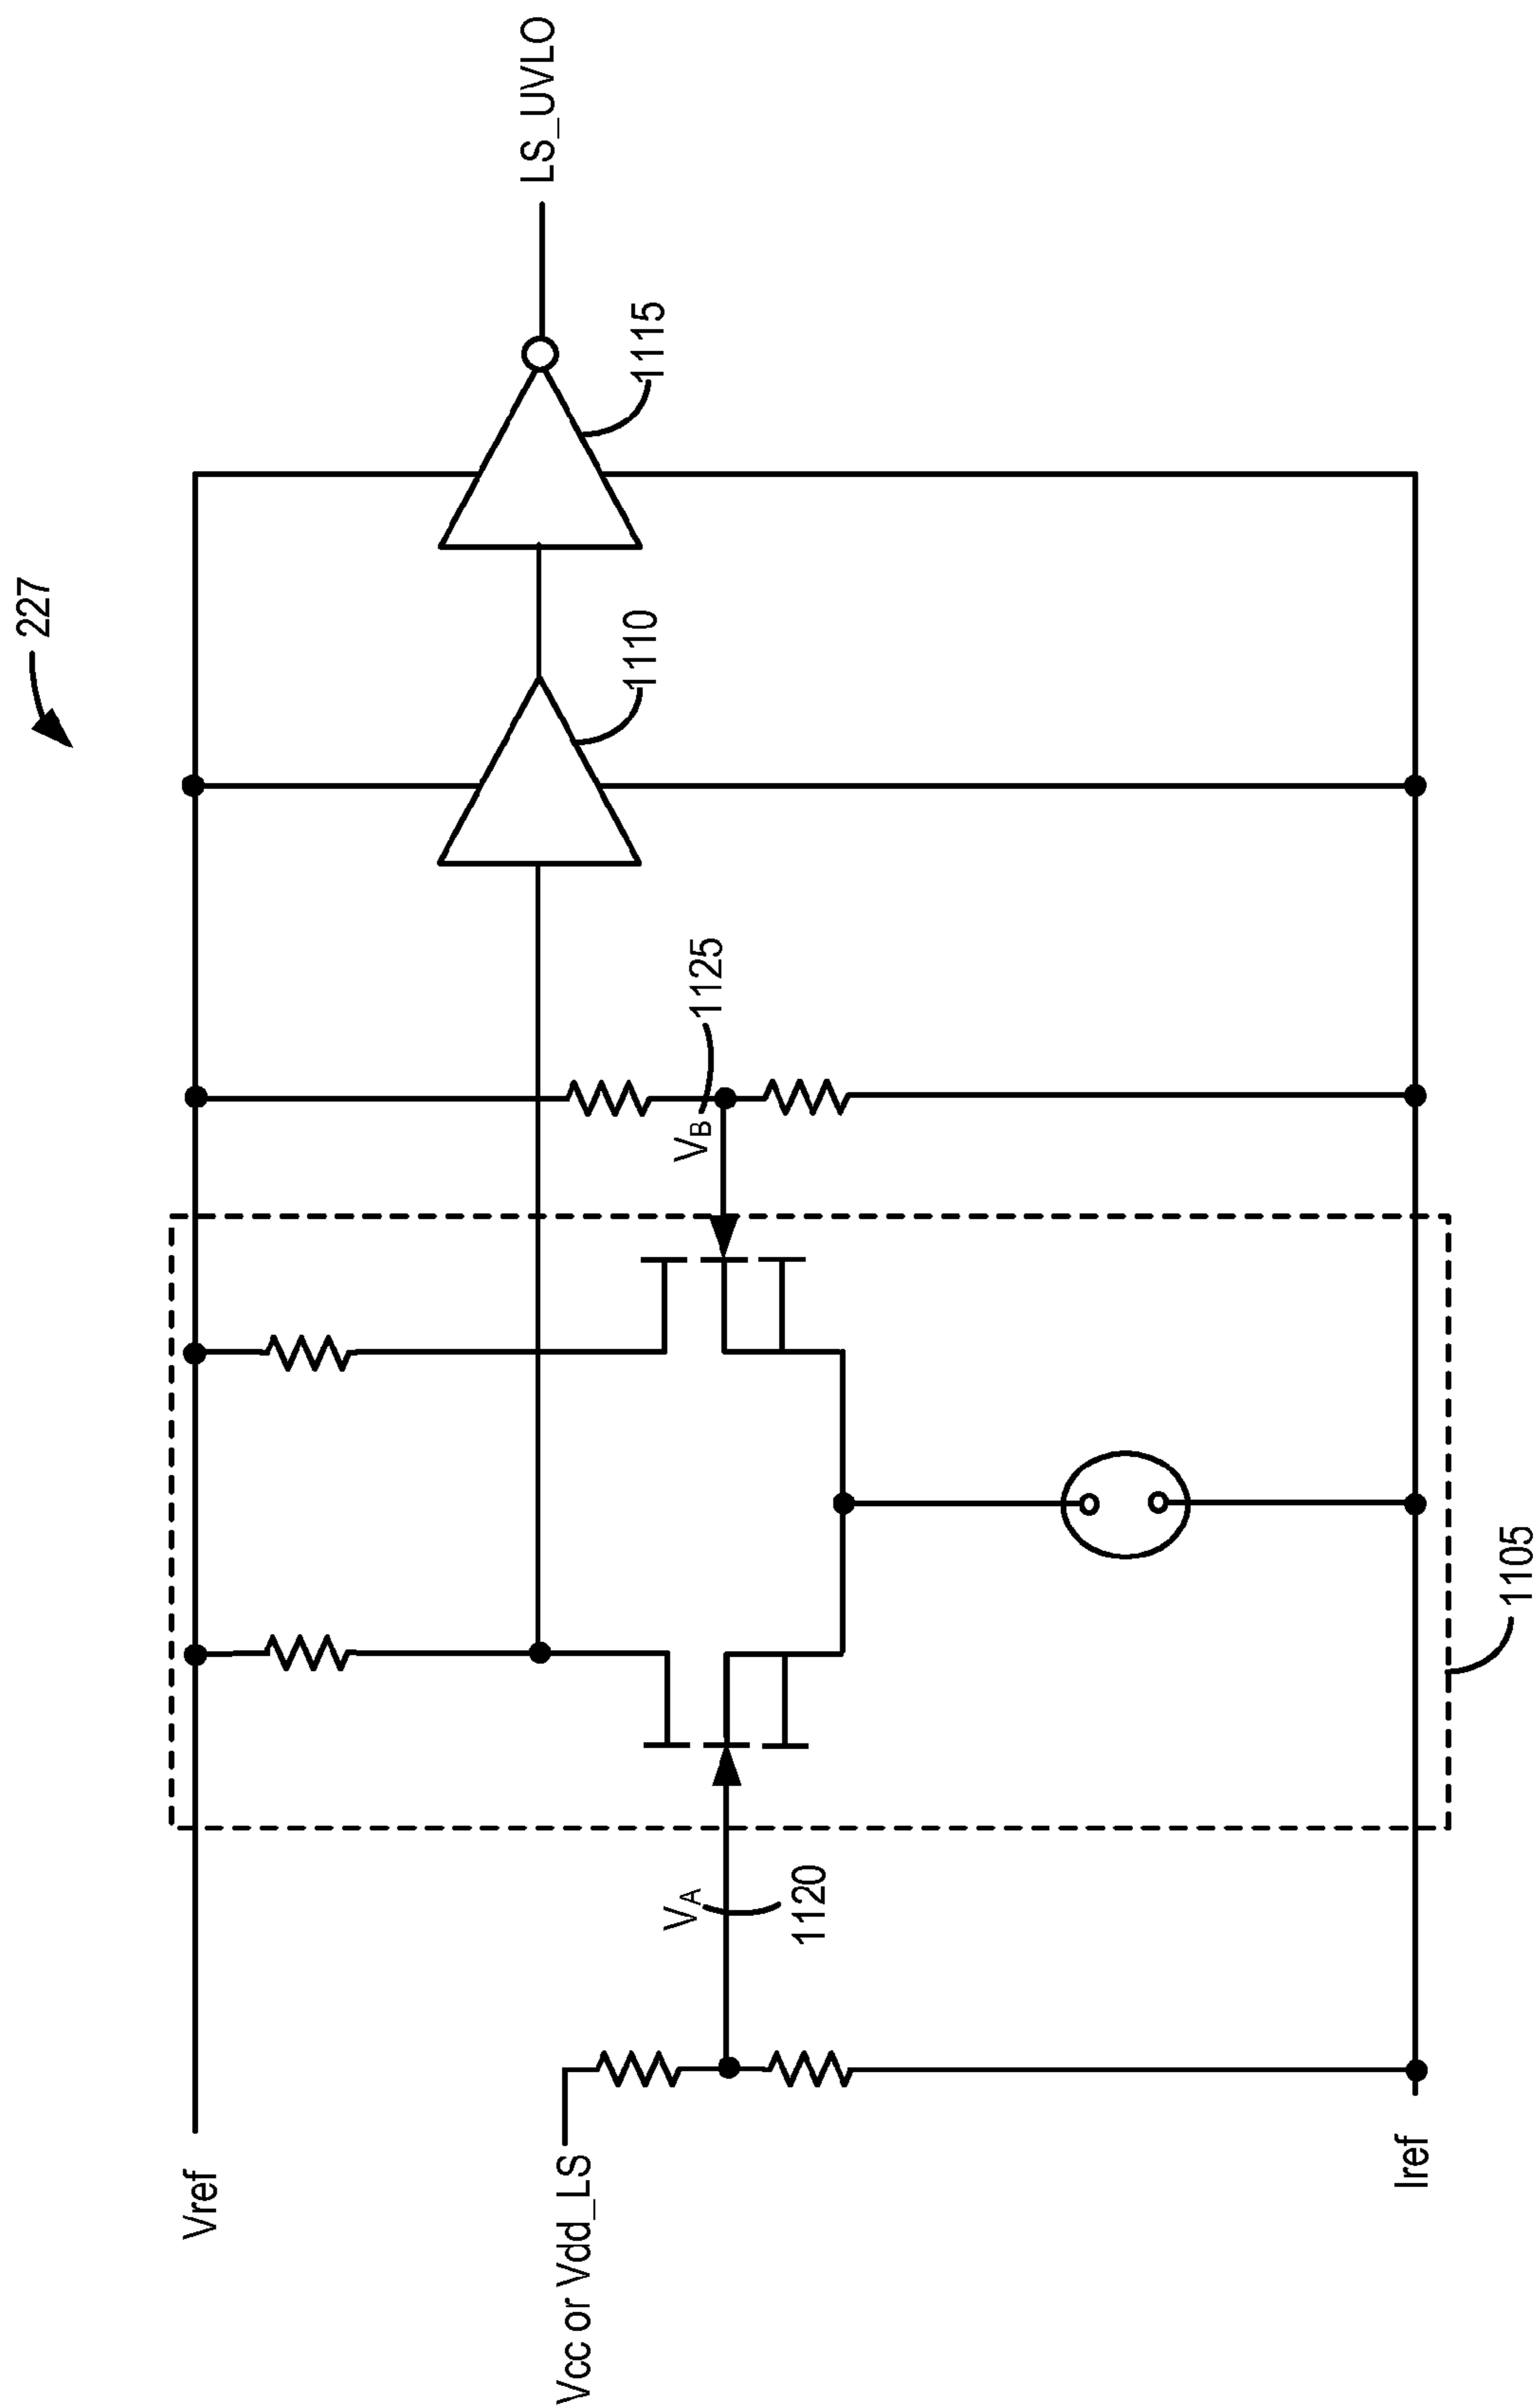 227
Vref
Vcc or Vdd_LS
VA
1120
VB
1125
1110
1115
LS_UVLO
Iref
1105